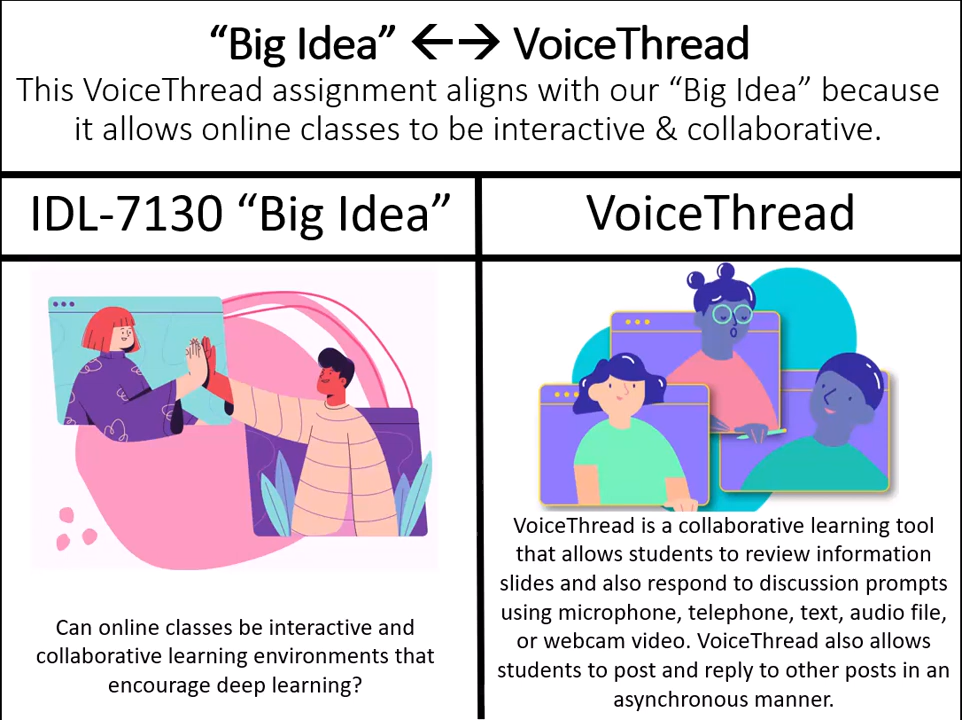 “Big Idea” ←→ VoiceThread
This VoiceThread assignment aligns with our “Big Idea” because
it allows online classes to be interactive & collaborative.
IDL-7130 “Big Idea”
VoiceThread
Can online classes be interactive and
collaborative learning environments that
encourage deep learning?
VoiceThread is a collaborative learning tool
that allows students to review information
slides and also respond to discussion prompts
using microphone, telephone, text, audio file,
or webcam video. VoiceThread also allows
students to post and reply to other posts in an
asynchronous manner.